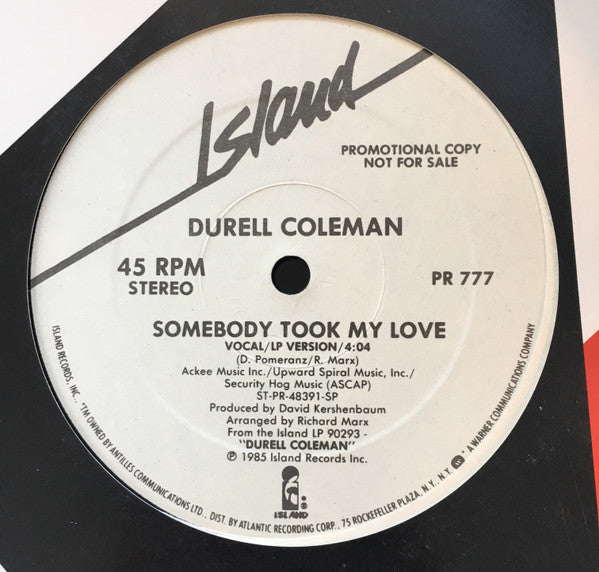 Island
PROMOTIONAL COPY
NOT FOR SALE
DURELL COLEMAN
45 RPM
STEREO
PR 777
SOMEBODY TOOK MY LOVE
VOCAL/LP VERSION/4:04
(D. Pomeranz/R. Marx)
Ackee Music Inc./Upward Spiral Music, Inc./
Security Hog Music (ASCAP)
ST-PR-48391-SP
Produced by David Kershenbaum
Arranged by Richard Marx
From the Island LP 90293 -
"DURELL COLEMAN"
℗ 1985 Island Records Inc.
ISLAND
ISLAND RECORDS, INC. *TM OWNED BY ANTILLES COMMUNICATIONS LTD. / DIST. BY ATLANTIC RECORDING CORP., 75 ROCKEFELLER PLAZA, N.Y., N.Y. * A WARNER COMMUNICATIONS COMPANY